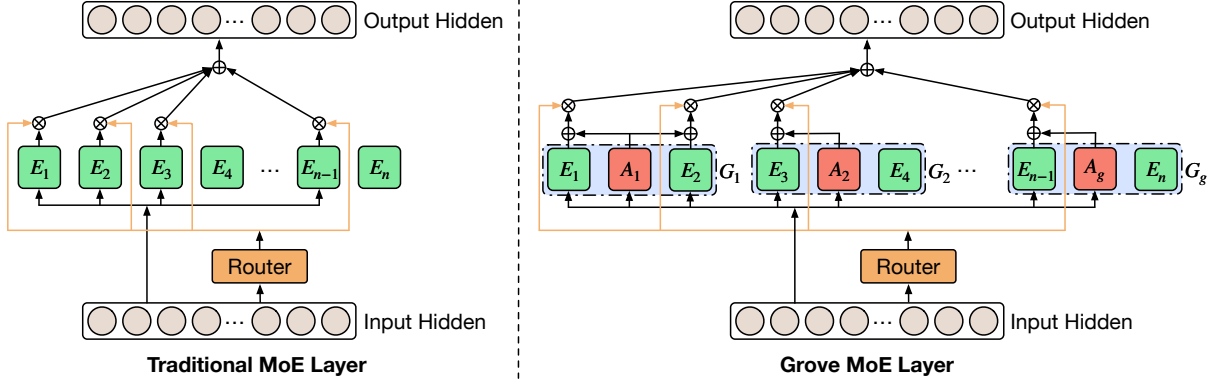 Output Hidden
E1 E2 E3 E4 ... En−1 En
Router
Input Hidden
Traditional MoE Layer
Output Hidden
E1 A1 E2 G1 E3 A2 E4 G2 ... En−1 Ag En Gg
Router
Input Hidden
Grove MoE Layer